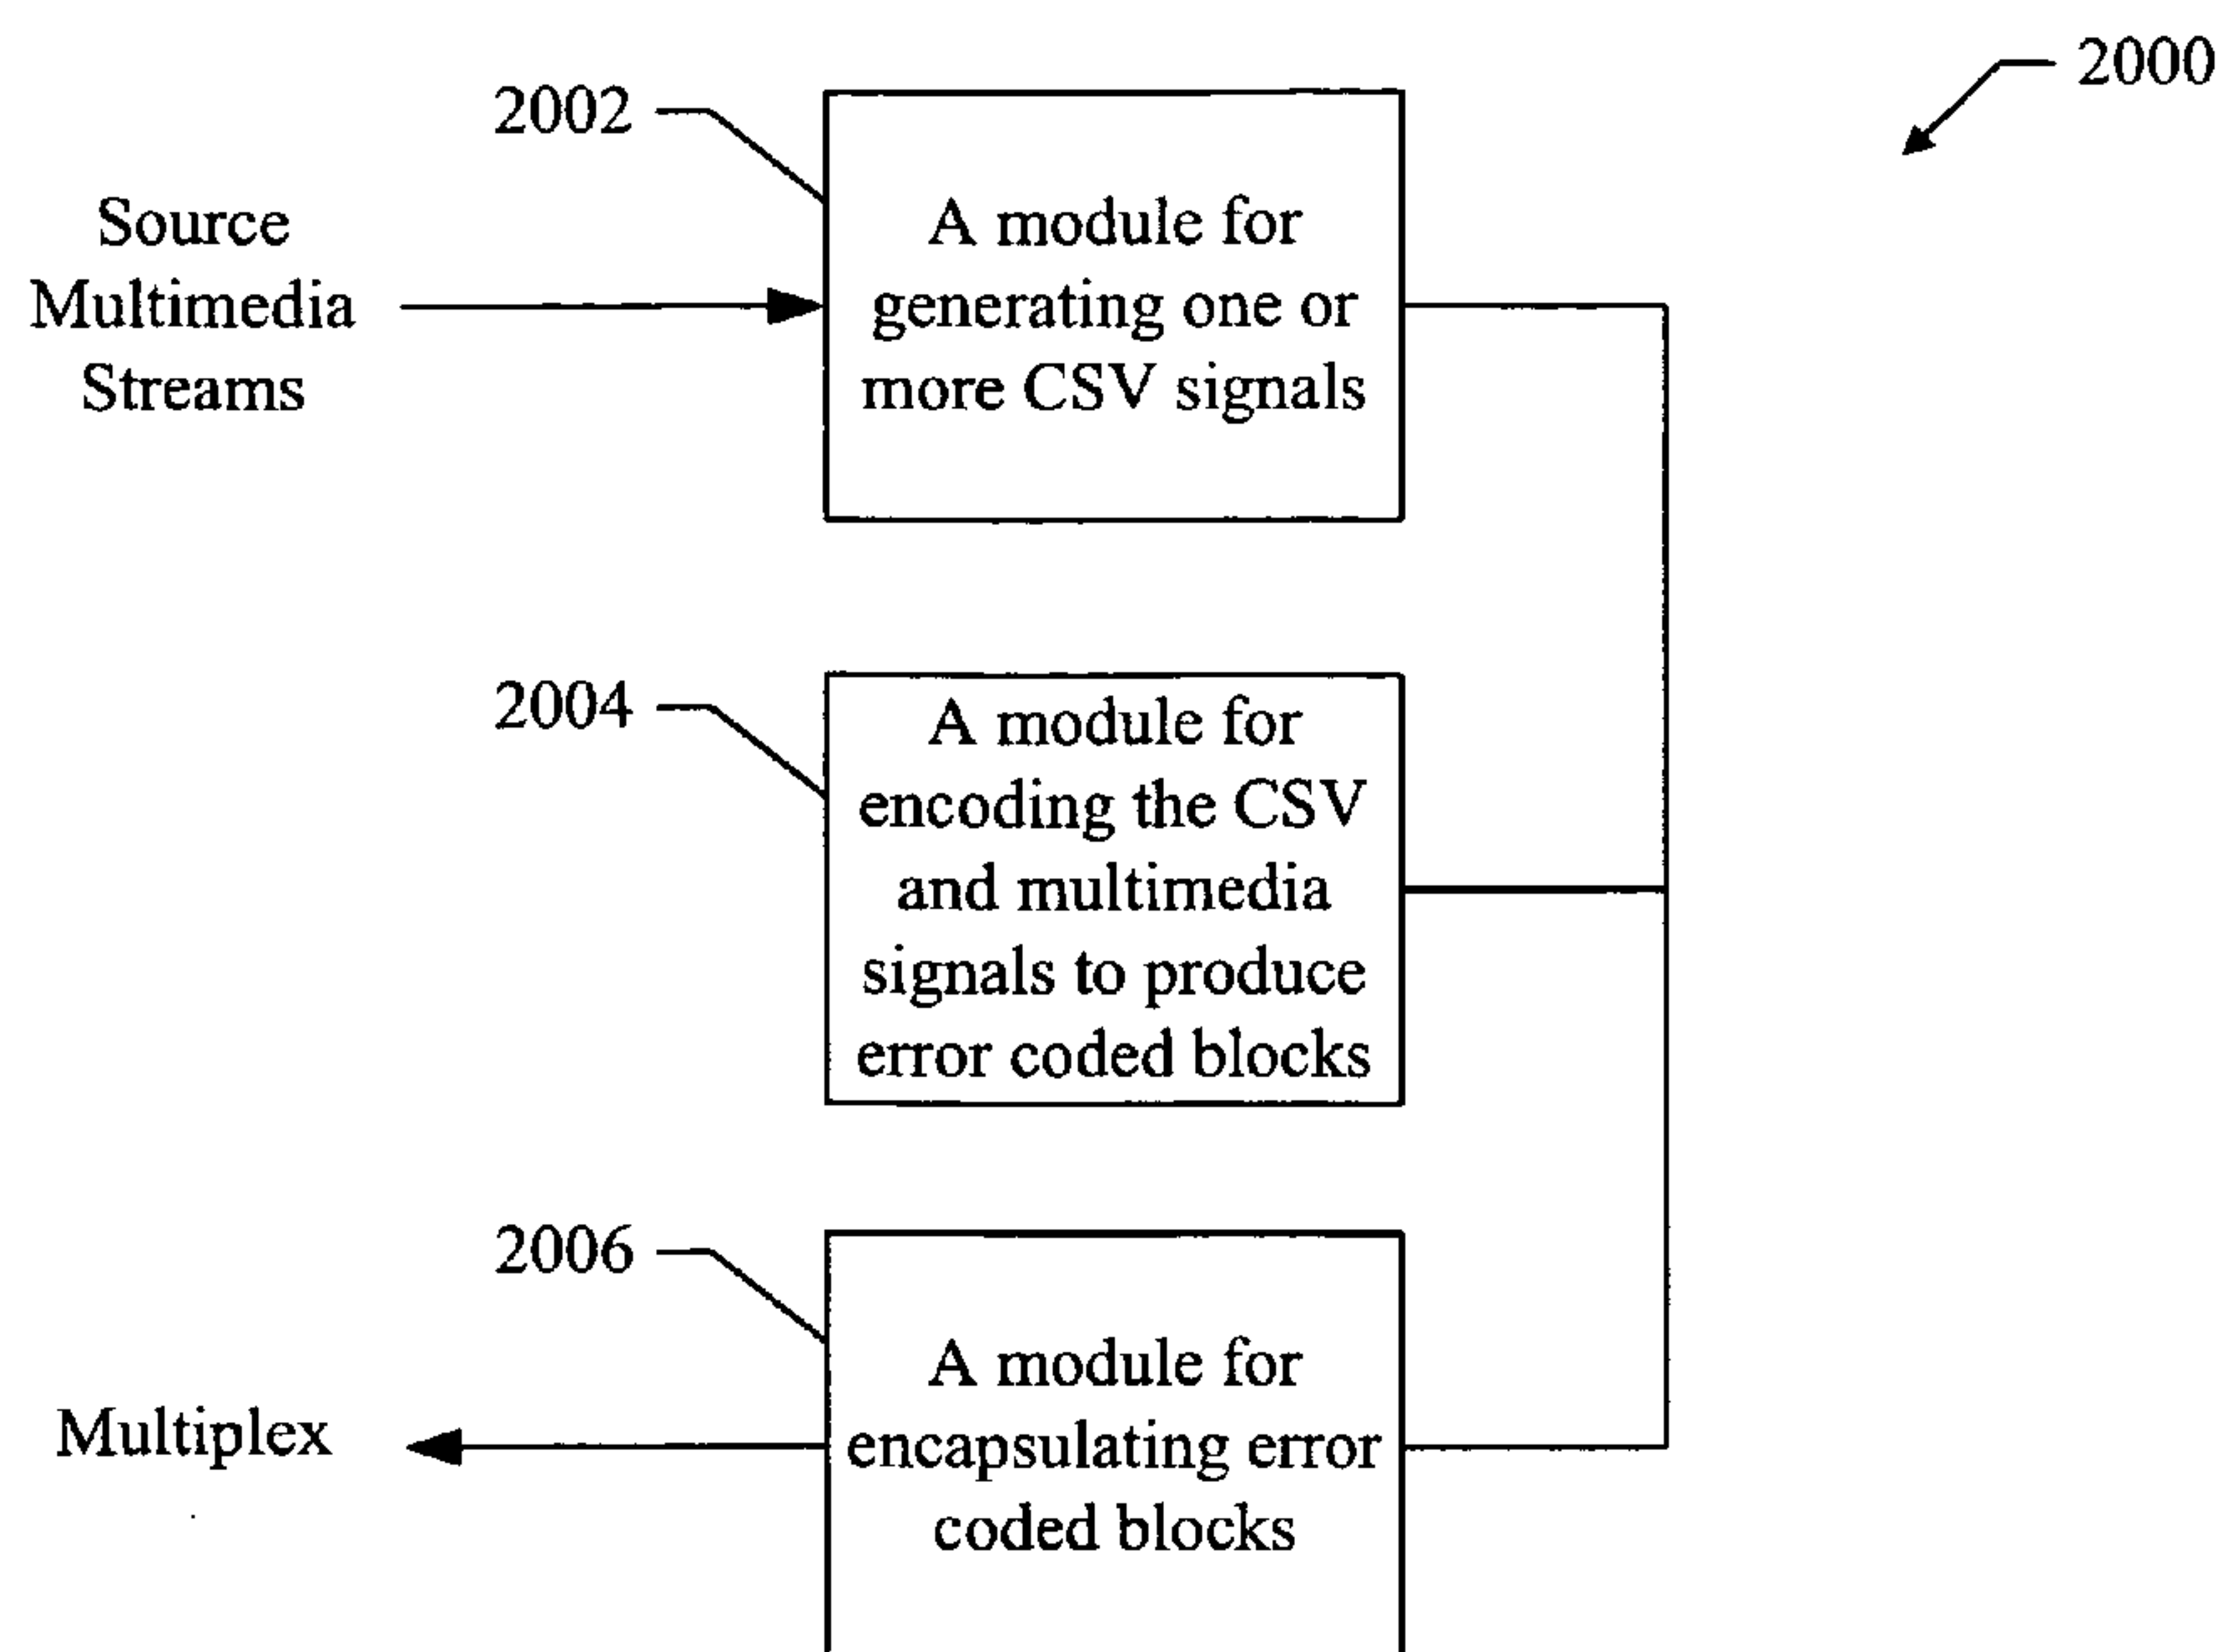 2000
2002
Source
Multimedia
Streams
A module for
generating one or
more CSV signals
2004
A module for
encoding the CSV
and multimedia
signals to produce
error coded blocks
2006
Multiplex
A module for
encapsulating error
coded blocks